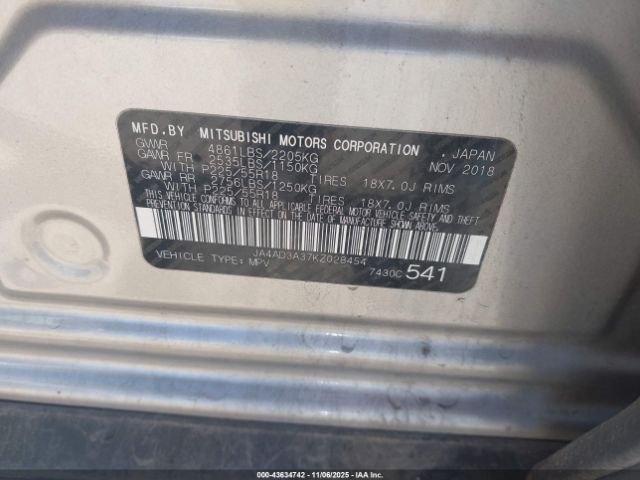 MFD.BY MITSUBISHI MOTORS CORPORATION , JAPAN
GVWR 4861LBS/2205KG NOV 2018
GAWR FR 2535LBS/1150KG
WITH P225/55R18 TIRES 18X7.0J RIMS
GAWR RR 2756LBS/1250KG
WITH P225/55R18 TIRES 18X7.0J RIMS
THIS VEHICLE CONFORMS TO ALL APPLICABLE FEDERAL MOTOR VEHICLE SAFETY AND THEFT
PREVENTION STANDARDS IN EFFECT ON THE DATE OF MANUFACTURE SHOWN ABOVE.
JA4AD3A37KZ028454
VEHICLE TYPE: MPV 7430C 541
000-43634742 - 11/06/2025 - IAAI.com